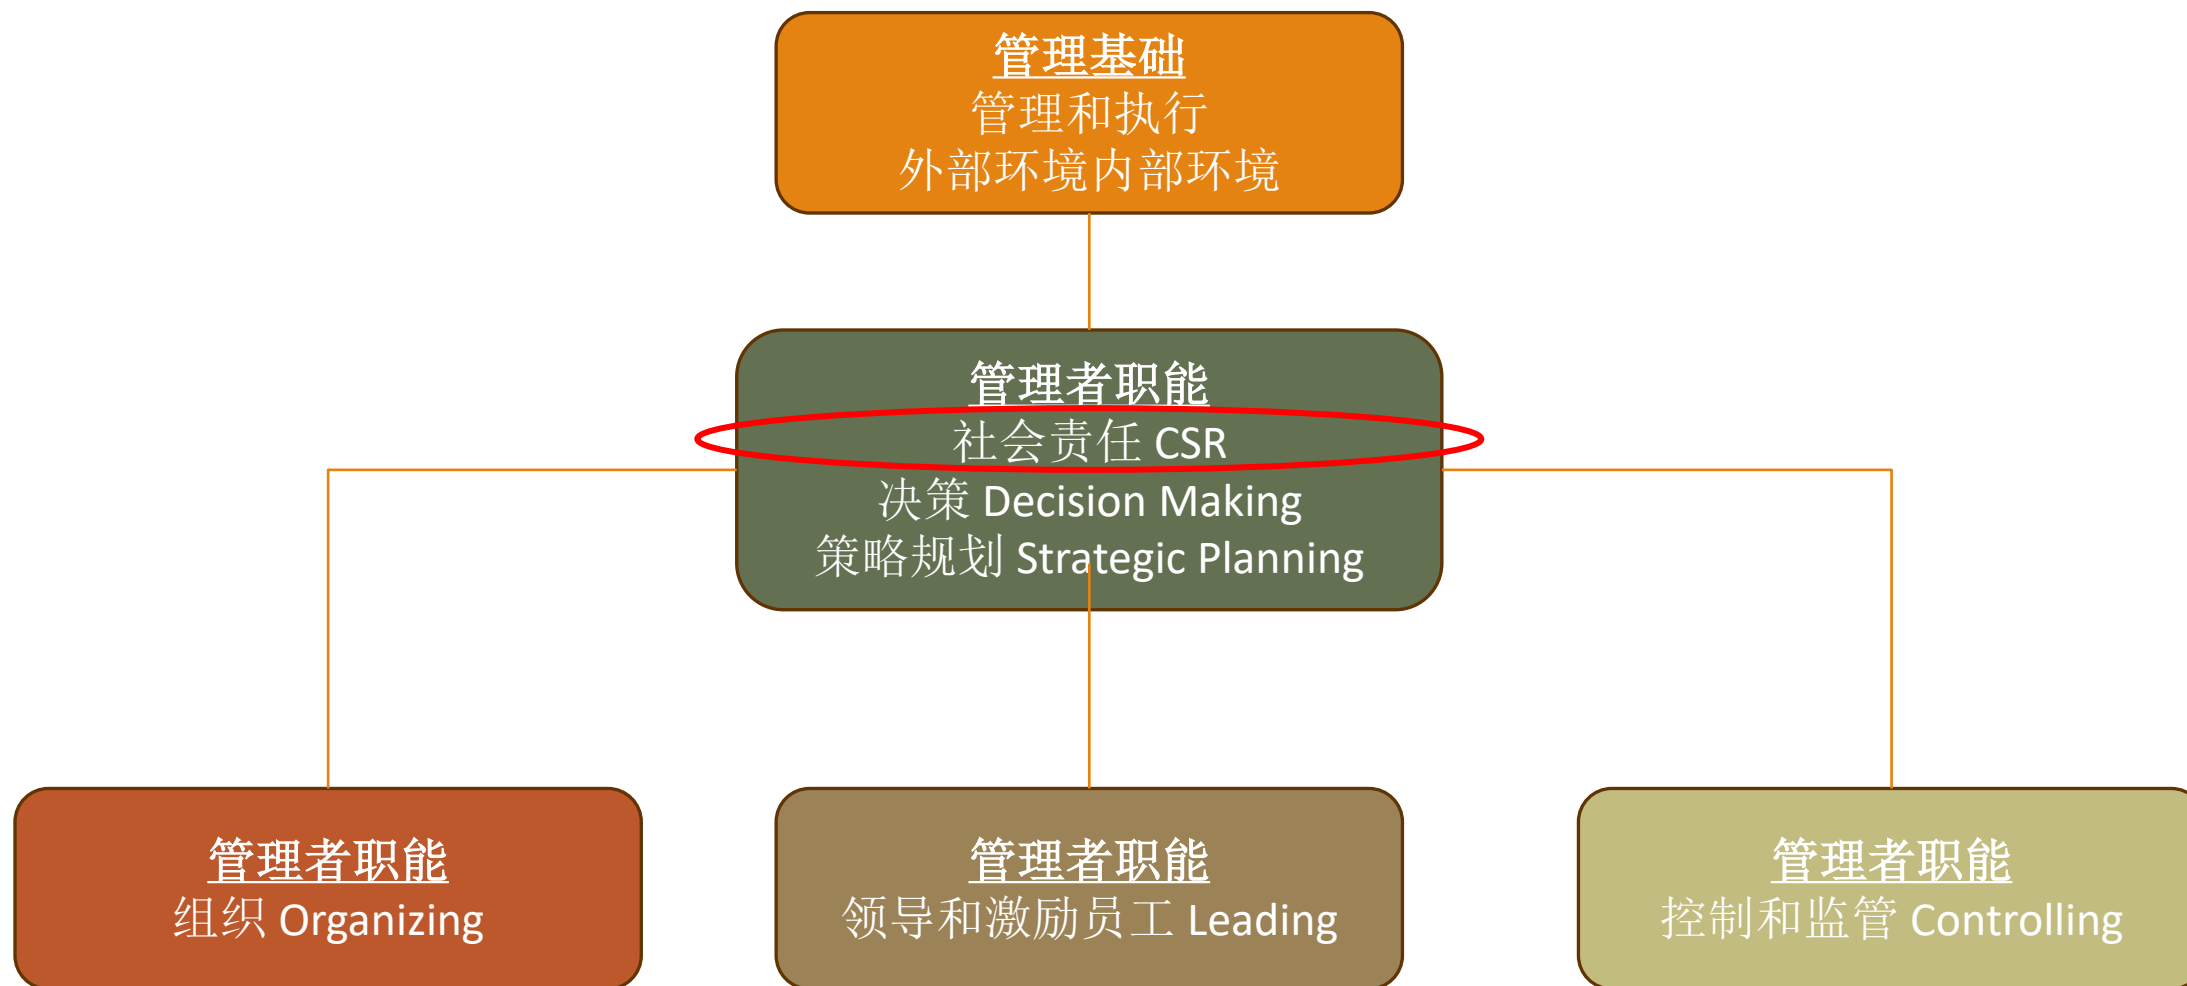 管理基础
管理和执行
外部环境内部环境
管理者职能
社会责任 CSR
决策 Decision Making
策略规划 Strategic Planning
管理者职能
组织 Organizing
管理者职能
领导和激励员工 Leading
管理者职能
控制和监管 Controlling